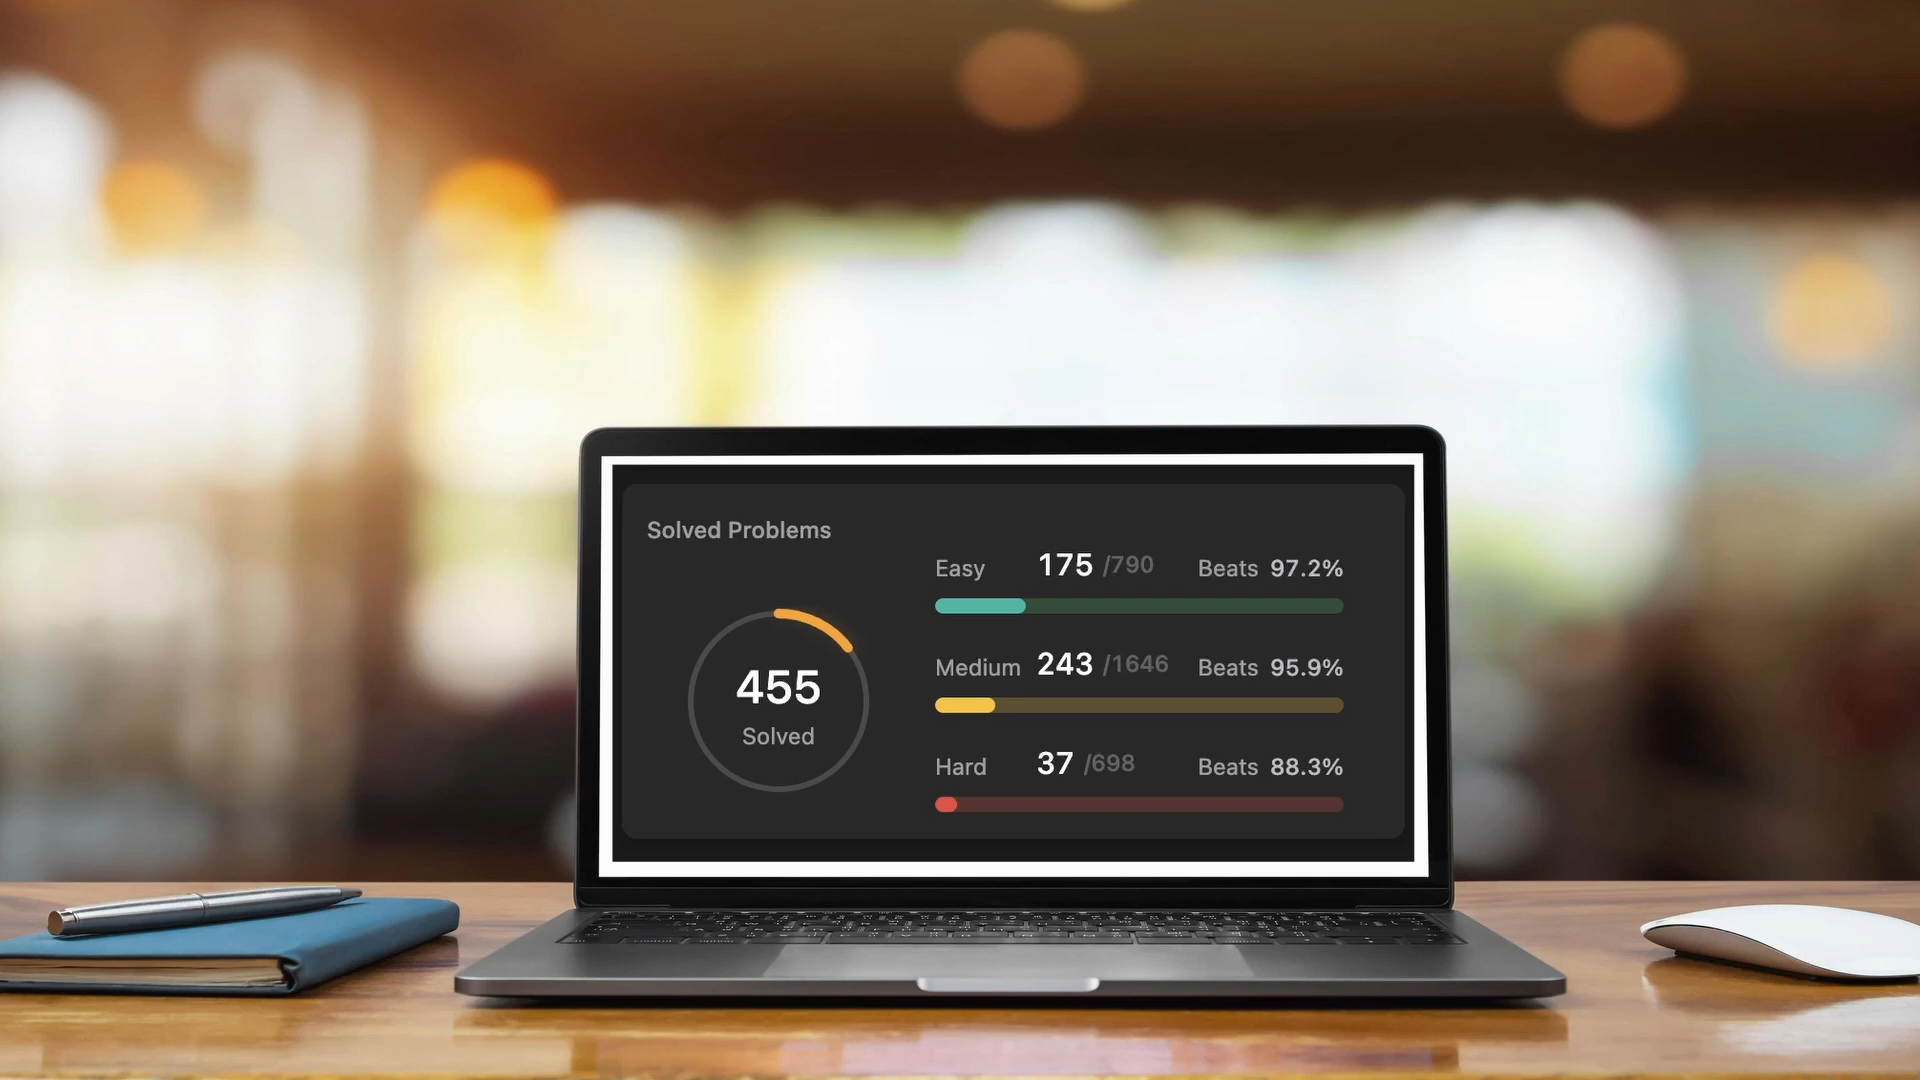 Solved Problems
455
Solved
Easy 175 /790 Beats 97.2%
Medium 243 /1646 Beats 95.9%
Hard 37 /698 Beats 88.3%